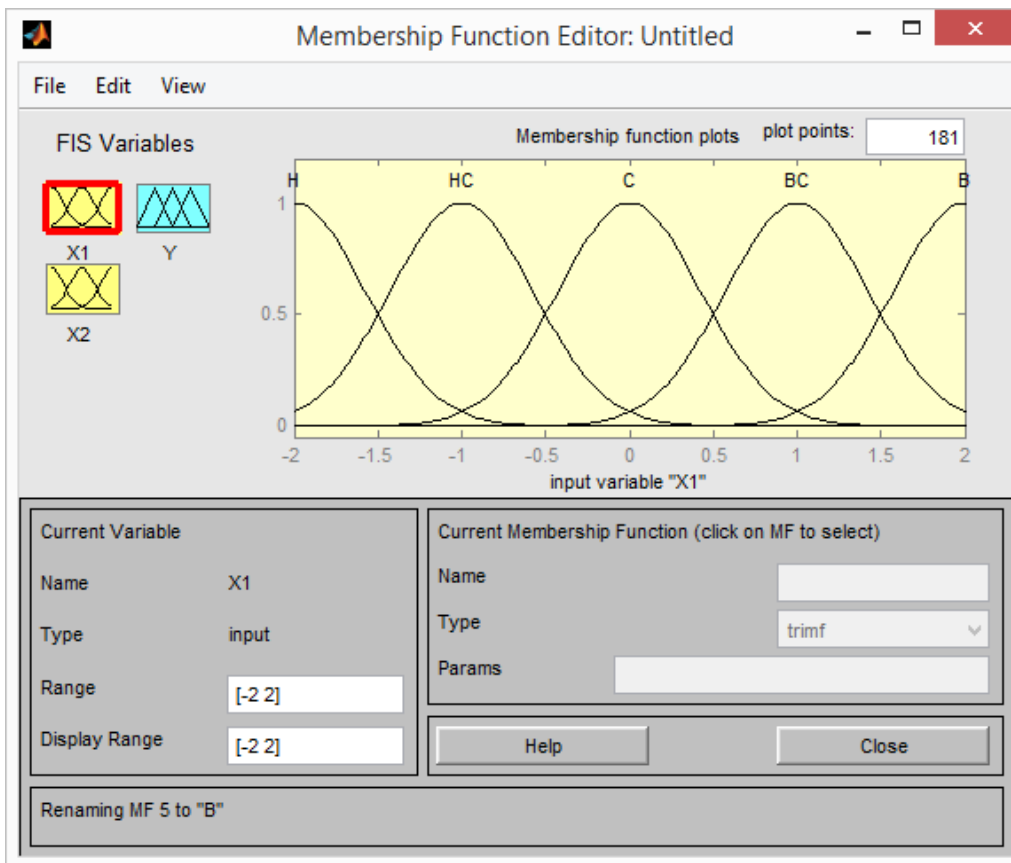 Membership Function Editor: Untitled
File Edit View
FIS Variables
Membership function plots plot points: 181
X1 Y
X2
H HC C BC B
1
0.5
0
-2 -1.5 -1 -0.5 0 0.5 1 1.5 2
input variable "X1"
Current Variable
Name X1
Type input
Range [-2 2]
Display Range [-2 2]
Current Membership Function (click on MF to select)
Name
Type trimf
Params
Help Close
Renaming MF 5 to "B"